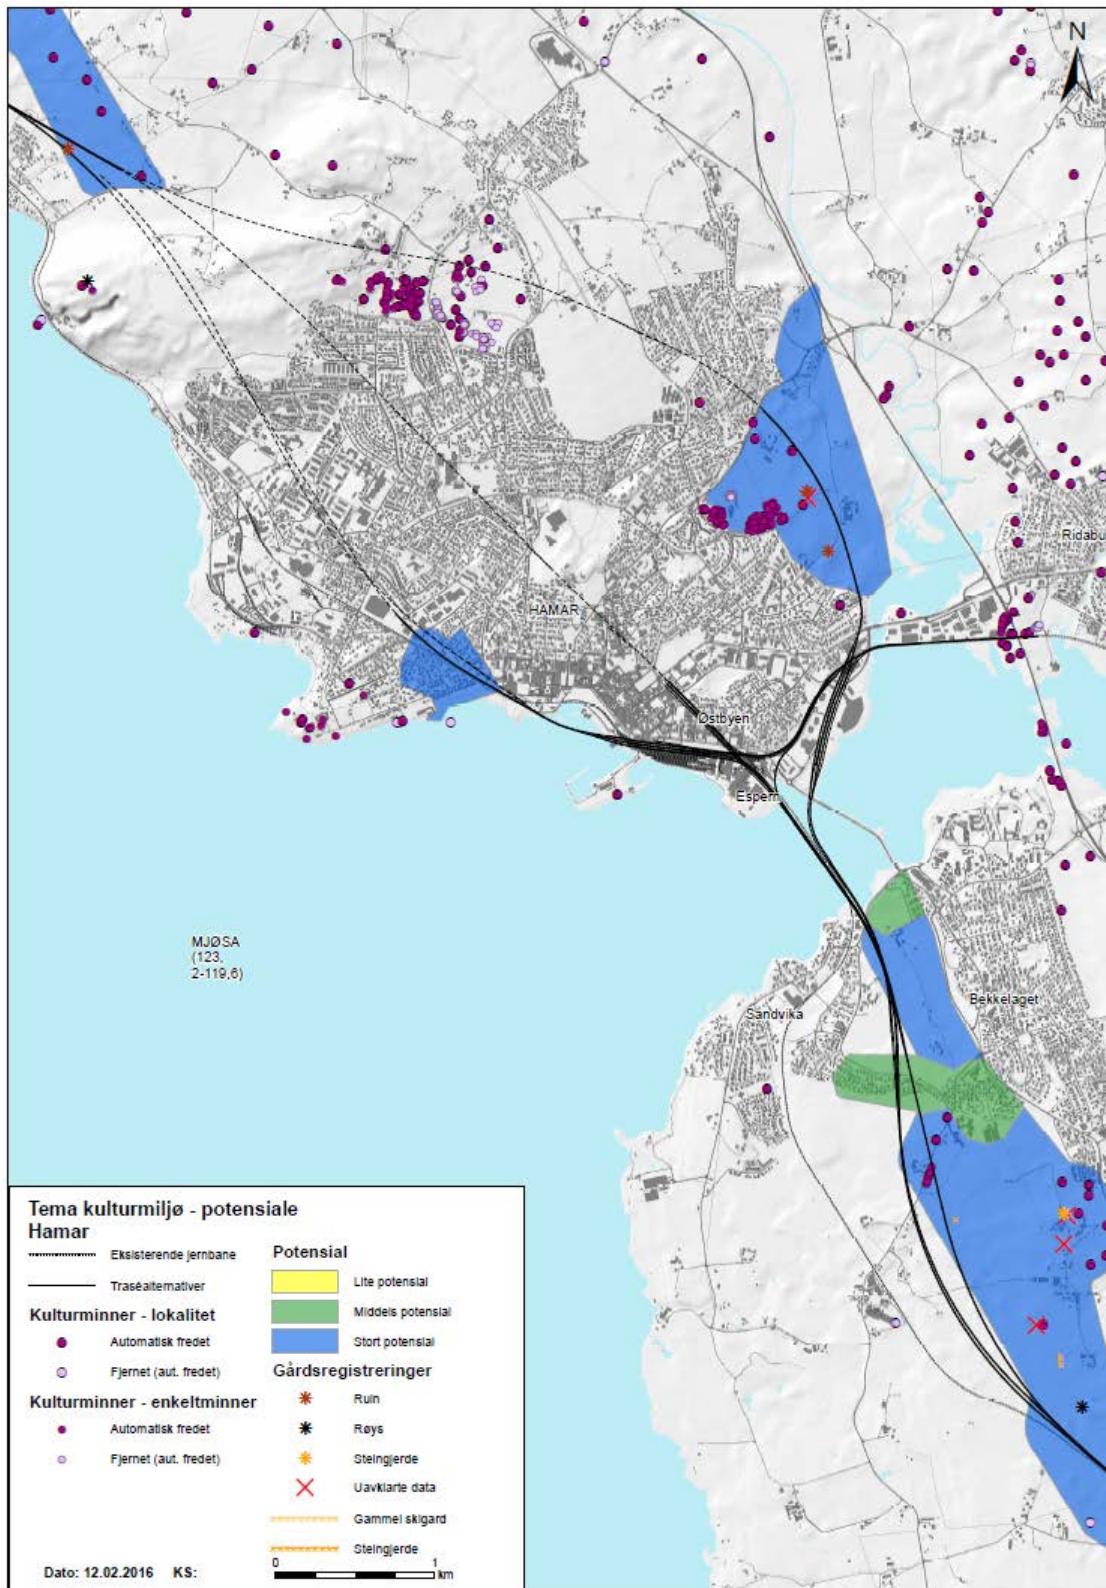 N
Ridabu
HAMAR
Østbyen
Espern
MJØSA
(123,
2-119,6)
Bekkelaget
Sandvika
Tema kulturmiljø - potensiale
Hamar
Eksisterende jernbane
Traséalternativer
Kulturminner - lokalitet
Automatisk fredet
Fjernet (aut. fredet)
Kulturminner - enkeltminner
Automatisk fredet
Fjernet (aut. fredet)
Potensial
Lite potensial
Middels potensial
Stort potensial
Gårdsregistreringer
Ruin
Røys
Steingjerde
Uavklarte data
Gammel skigard
Steingjerde
0 1
km
Dato: 12.02.2016 KS: